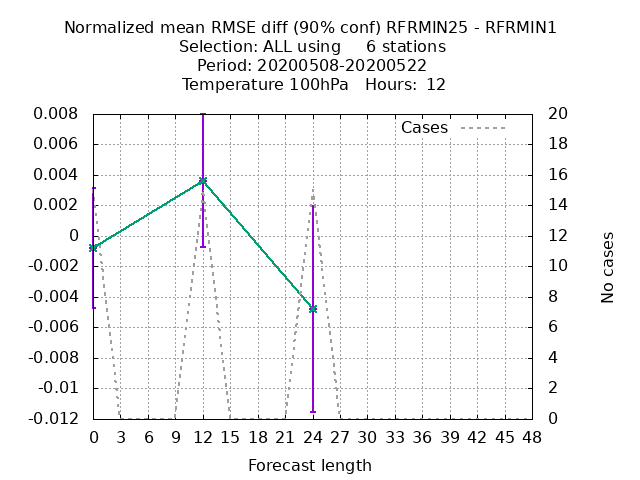 Normalized mean RMSE diff (90% conf) RFRMIN25 - RFRMIN1
Selection: ALL using     6 stations
Period: 20200508-20200522
Temperature 100hPa   Hours:  12
Cases
0.008
0.006
0.004
0.002
0
-0.002
-0.004
-0.006
-0.008
-0.01
-0.012
20
18
16
14
12
10
8
6
4
2
0
No cases
0 3 6 9 12 15 18 21 24 27 30 33 36 39 42 45 48
Forecast length